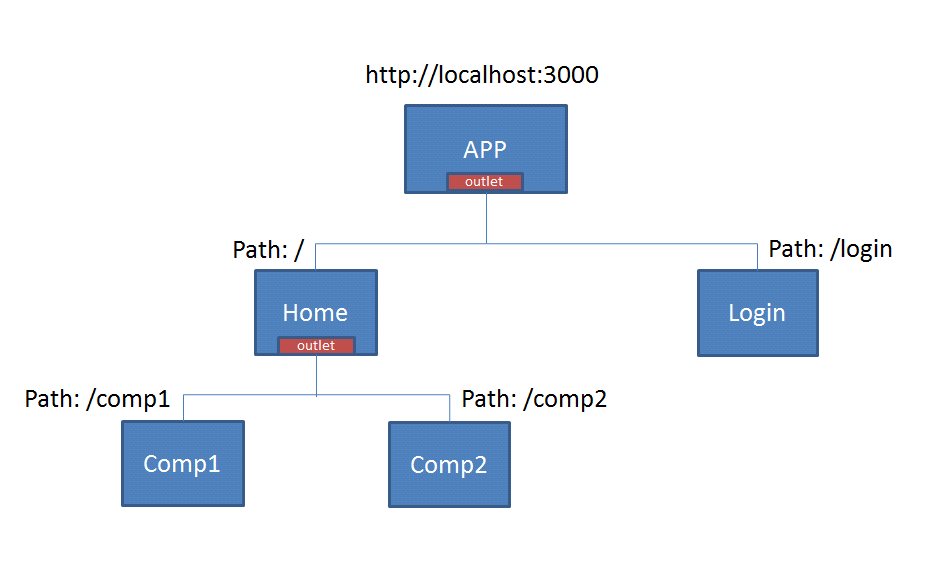 http://localhost:3000
APP
outlet
Path: /
Path: /login
Home
Login
outlet
Path: /comp1
Path: /comp2
Comp1
Comp2